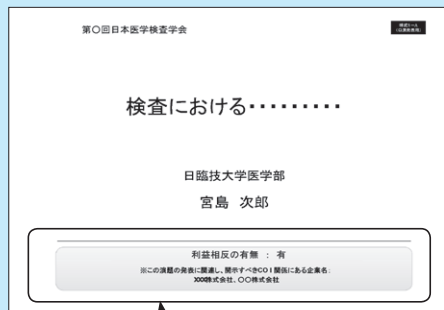 第〇回日本医学検査学会
検査における・・・・・・・・・
日臨技大学医学部
宮島 次郎
利益相反の有無 : 有
※この演題の発表に関連し、開示すべきCOI関係にある企業名:
XXX株式会社、〇〇株式会社